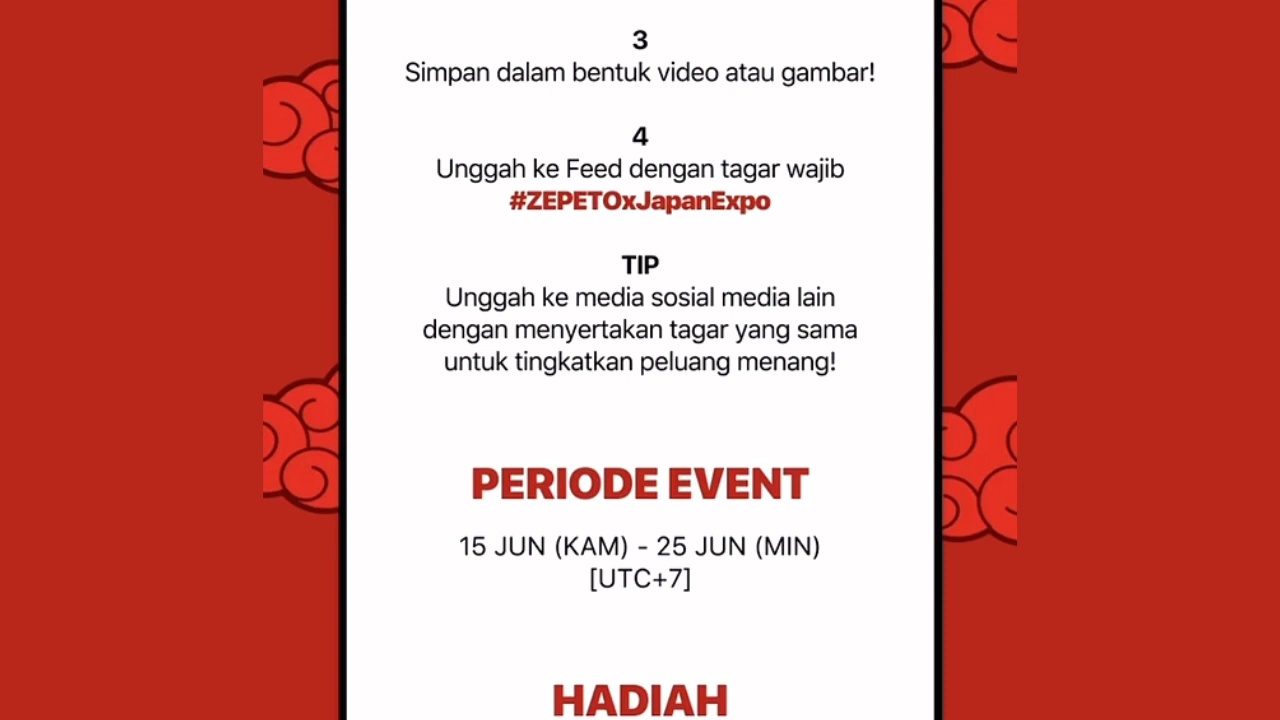 3
Simpan dalam bentuk video atau gambar!
4
Unggah ke Feed dengan tagar wajib
#ZEPETOxJapanExpo
TIP
Unggah ke media sosial media lain
dengan menyertakan tagar yang sama
untuk tingkatkan peluang menang!
PERIODE EVENT
15 JUN (KAM) - 25 JUN (MIN)
[UTC+7]
HADIAH